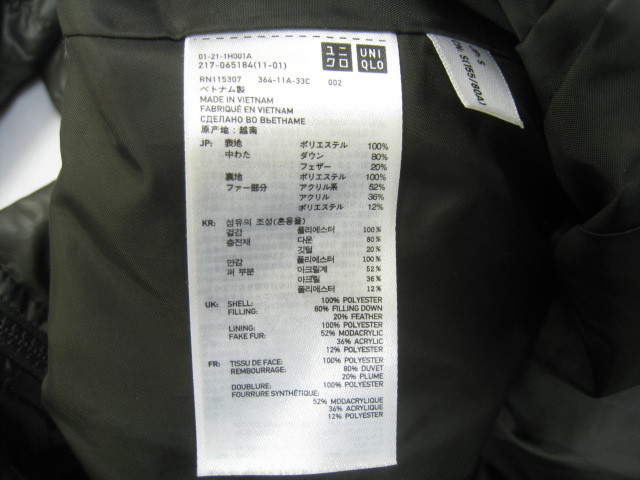 01-21-1H001A
217-065184(11-01)
ユニクロ
UNIQLO
RN115307 364-11A-33C 002
ベトナム製
MADE IN VIETNAM
FABRIQUÉ EN VIETNAM
СДЕЛАНО ВО ВЬЕТНАМЕ
原产地:越南
JP: 表地 ポリエステル 100%
中わた ダウン 80%
フェザー 20%
裏地 ポリエステル 100%
ファー部分 アクリル系 52%
アクリル 36%
ポリエステル 12%
KR: 섬유의 조성(혼용율)
겉감 폴리에스터 100%
충전재 다운 80%
깃털 20%
안감 폴리에스터 100%
퍼 부분 아크릴계 52%
아크릴 36%
폴리에스터 12%
UK: SHELL: 100% POLYESTER
FILLING: 80% FILLING DOWN
20% FEATHER
LINING: 100% POLYESTER
FAKE FUR: 52% MODACRYLIC
36% ACRYLIC
12% POLYESTER
FR: TISSU DE FACE: 100% POLYESTER
REMBOURRAGE: 80% DUVET
20% PLUME
DOUBLURE: 100% POLYESTER
FOURRURE SYNTHÉTIQUE:
52% MODACRYLIQUE
36% ACRYLIQUE
12% POLYESTER
S(155/80A)